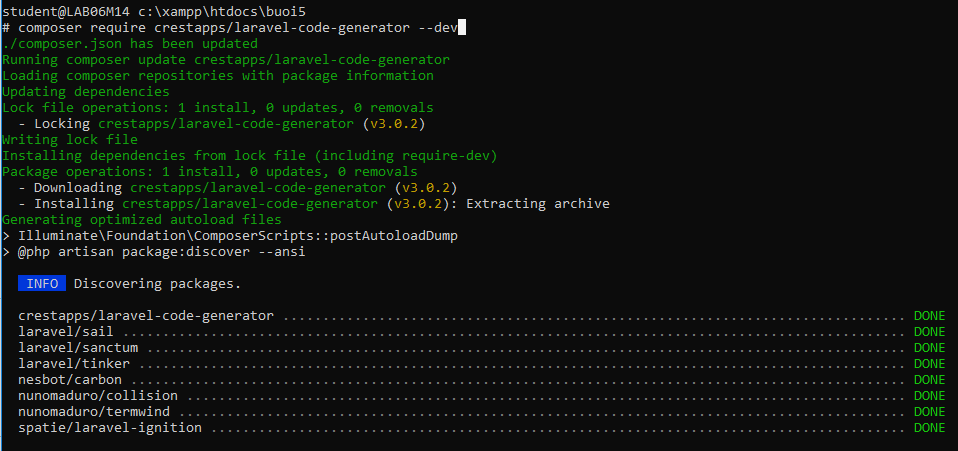 student@LAB06M14 c:\xampp\htdocs\buoi5
# composer require crestapps/laravel-code-generator --dev
./composer.json has been updated
Running composer update crestapps/laravel-code-generator
Loading composer repositories with package information
Updating dependencies
Lock file operations: 1 install, 0 updates, 0 removals
  - Locking crestapps/laravel-code-generator (v3.0.2)
Writing lock file
Installing dependencies from lock file (including require-dev)
Package operations: 1 install, 0 updates, 0 removals
  - Downloading crestapps/laravel-code-generator (v3.0.2)
  - Installing crestapps/laravel-code-generator (v3.0.2): Extracting archive
Generating optimized autoload files
> Illuminate\Foundation\ComposerScripts::postAutoloadDump
> @php artisan package:discover --ansi
INFO Discovering packages.
crestapps/laravel-code-generator .............................................................................. DONE
laravel/sail .................................................................................................. DONE
laravel/sanctum ............................................................................................... DONE
laravel/tinker ................................................................................................ DONE
nesbot/carbon ................................................................................................. DONE
nunomaduro/collision .......................................................................................... DONE
nunomaduro/termwind ........................................................................................... DONE
spatie/laravel-ignition ....................................................................................... DONE